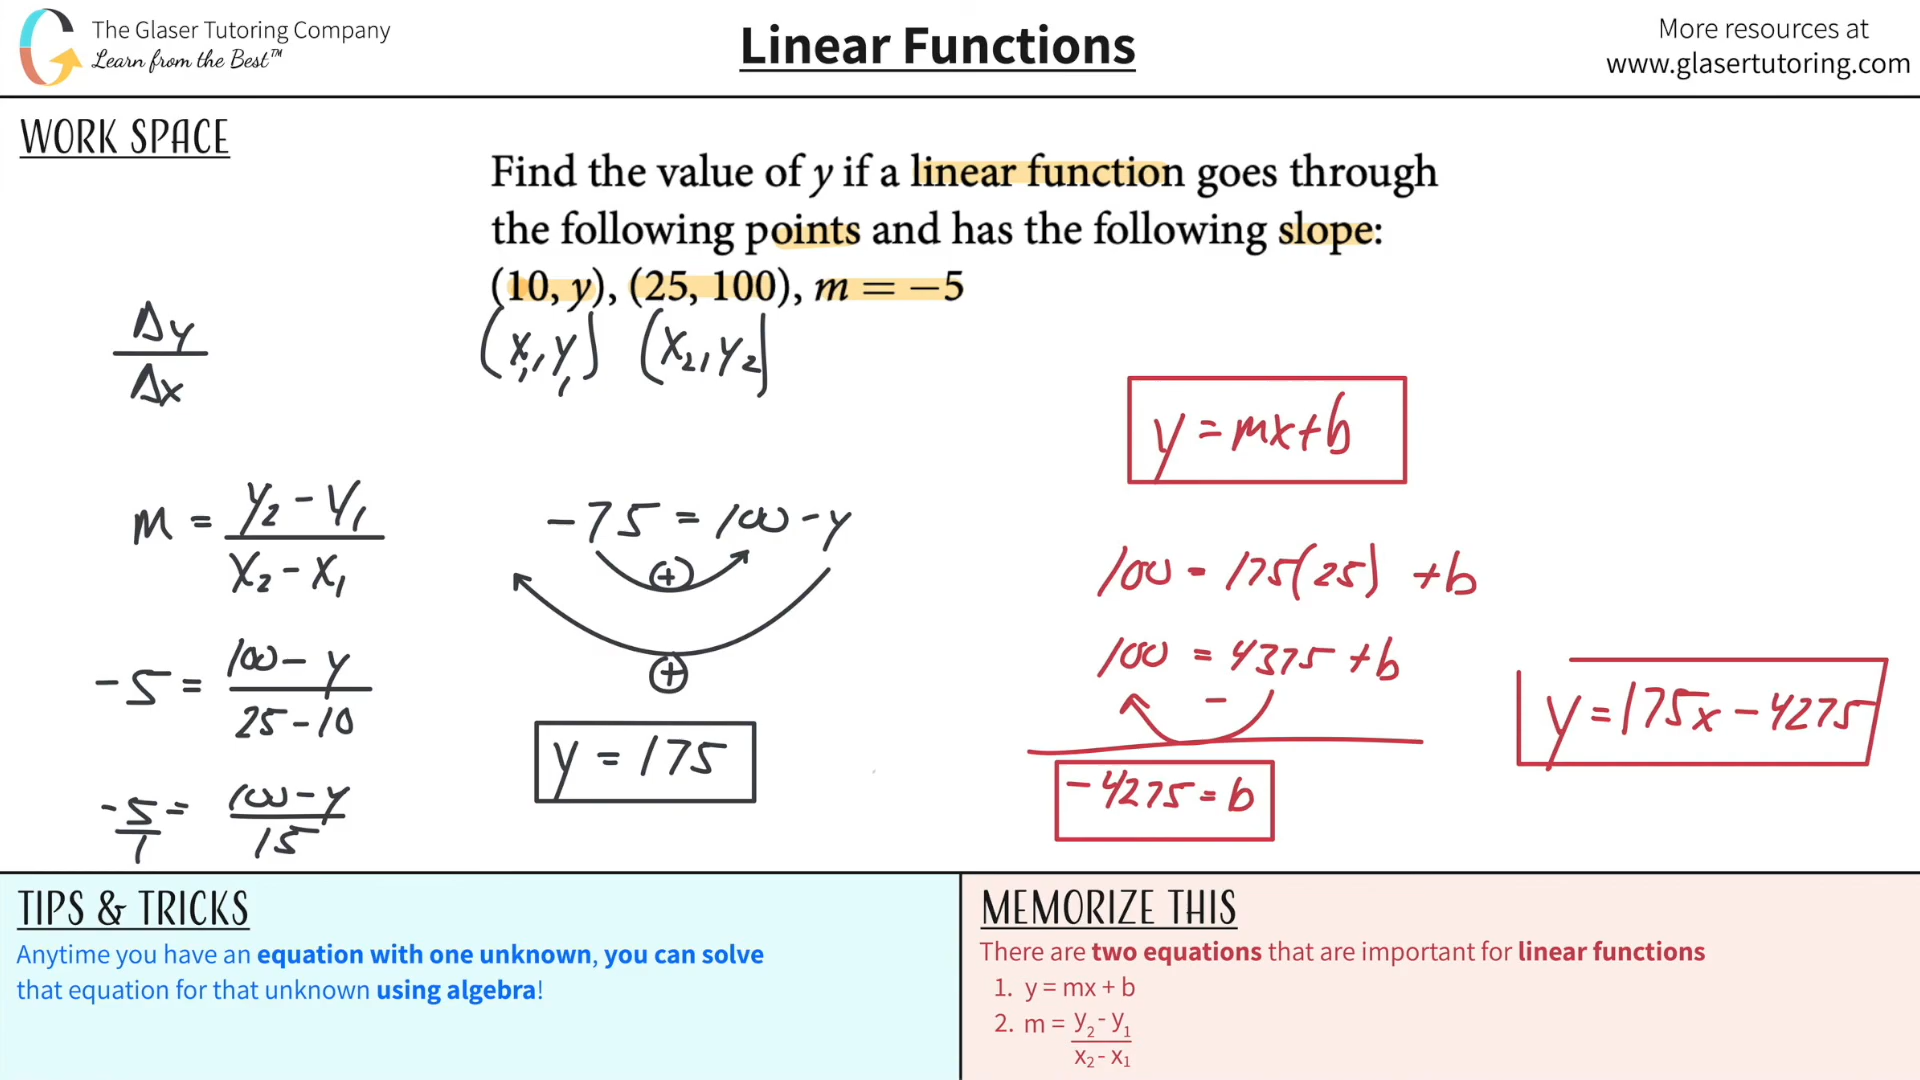 The Glaser Tutoring Company
Learn from the Best™
Linear Functions
More resources at
www.glasertutoring.com
WORK SPACE
Find the value of y if a linear function goes through
the following points and has the following slope:
(10, y), (25, 100), m = −5
(x₁, y₁) (x₂, y₂)
Δy
Δx
m = y₂ - y₁
x₂ - x₁
-5 = 100 - y
25 - 10
-5/1 = 100 - y
15
-75 = 100 - y
(+)
(+)
y = 175
y = mx + b
100 - 175(25) + b
100 = 4375 + b
-
-4275 = b
y = 175x - 4275
TIPS & TRICKS
Anytime you have an equation with one unknown, you can solve
that equation for that unknown using algebra!
MEMORIZE THIS
There are two equations that are important for linear functions
1. y = mx + b
2. m = y₂ - y₁
x₂ - x₁